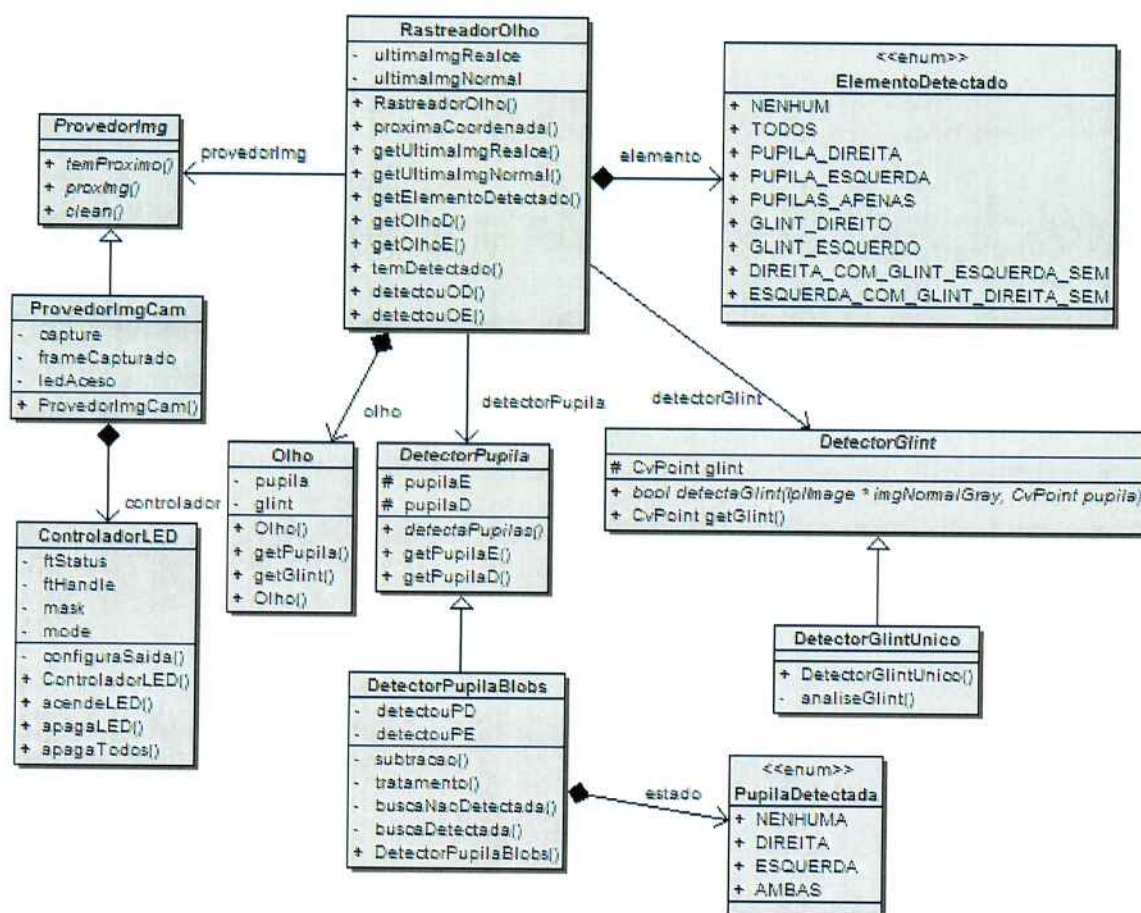 RastreadorOlho
- ultimaImgRealce
- ultimaImgNormal
+ RastreadorOlho()
+ proximaCoordenada()
+ getUltimaImgRealce()
+ getUltimaImgNormal()
+ getElementoDetectado()
+ getOlhoD()
+ getOlhoE()
+ temDetectado()
+ detectouOD()
+ detectouOE()
<<enum>>
ElementoDetectado
+ NENHUM
+ TODOS
+ PUPILA_DIREITA
+ PUPILA_ESQUERDA
+ PUPILAS_APENAS
+ GLINT_DIREITO
+ GLINT_ESQUERDO
+ DIREITA_COM_GLINT_ESQUERDA_SEM
+ ESQUERDA_COM_GLINT_DIREITA_SEM
ProvedorImg
+ temProximo()
+ proxImg()
+ clean()
provedorImg
elemento
ProvedorImgCam
- capture
- frameCapturado
- ledAceso
+ ProvedorImgCam()
olho
detectorPupila
detectorGlint
controlador
ControladorLED
- ftStatus
- ftHandle
- mask
- mode
- configuraSaida()
+ ControladorLED()
+ acendeLED()
+ apagaLED()
+ apagaTodos()
Olho
- pupila
- glint
+ Olho()
+ getPupila()
+ getGlint()
+ Olho()
DetectorPupila
# pupilaE
# pupilaD
+ detectaPupilas()
+ getPupilaE()
+ getPupilaD()
DetectorGlint
# CvPoint glint
+ bool detectaGlint(IplImage * imgNormalGray, CvPoint pupila)
+ CvPoint getGlint()
DetectorGlintUnico
+ DetectorGlintUnico()
- analiseGlint()
DetectorPupilaBlobs
- detectouPD
- detectouPE
- subtracao()
- tratamento()
- buscaNaoDetectada()
- buscaDetectada()
+ DetectorPupilaBlobs()
estado
<<enum>>
PupilaDetectada
+ NENHUMA
+ DIREITA
+ ESQUERDA
+ AMBAS